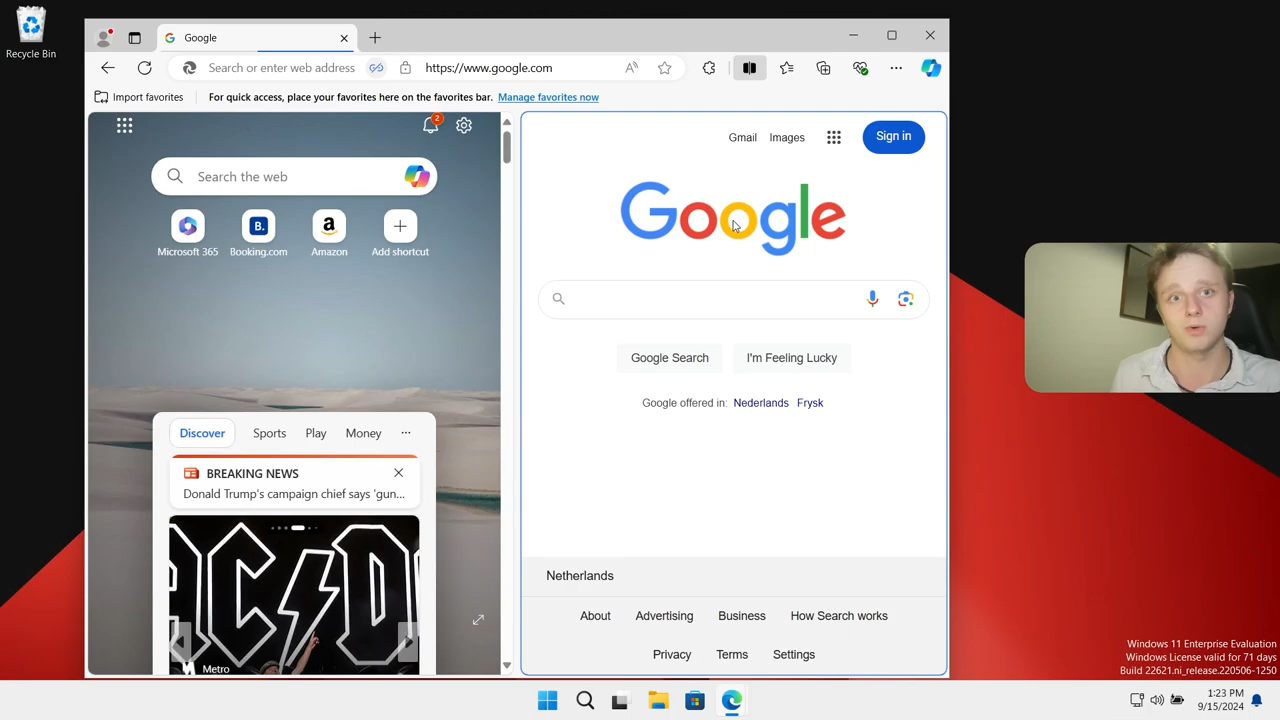 Recycle Bin
Google
Search or enter web address
https://www.google.com
Import favorites
For quick access, place your favorites here on the favorites bar. Manage favorites now
2
Search the web
Microsoft 365
B.
Booking.com
a
Amazon
Add shortcut
Discover
Sports
Play
Money
BREAKING NEWS
Donald Trump's campaign chief says 'gun...
Metro
Gmail
Images
Sign in
Google
Google Search
I'm Feeling Lucky
Google offered in: Nederlands Frysk
Netherlands
About
Advertising
Business
How Search works
Privacy
Terms
Settings
Windows 11 Enterprise Evaluation
Windows License valid for 71 days
Build 22621.ni_release.220506-1250
1:23 PM
9/15/2024